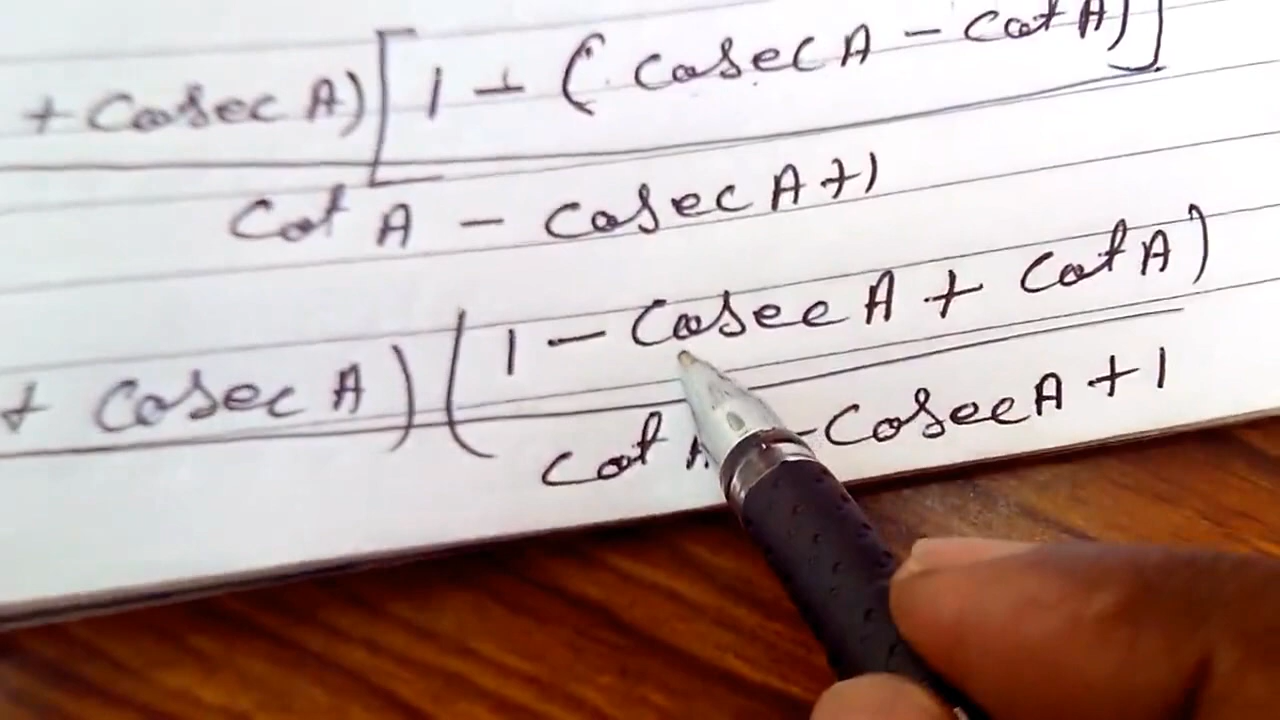 + Cosec A) [1 - (Cosec A - Cot A)]
Cot A - Cosec A + 1
+ Cosec A) (1 - Cosec A + Cot A)
Cot A - Cosec A + 1